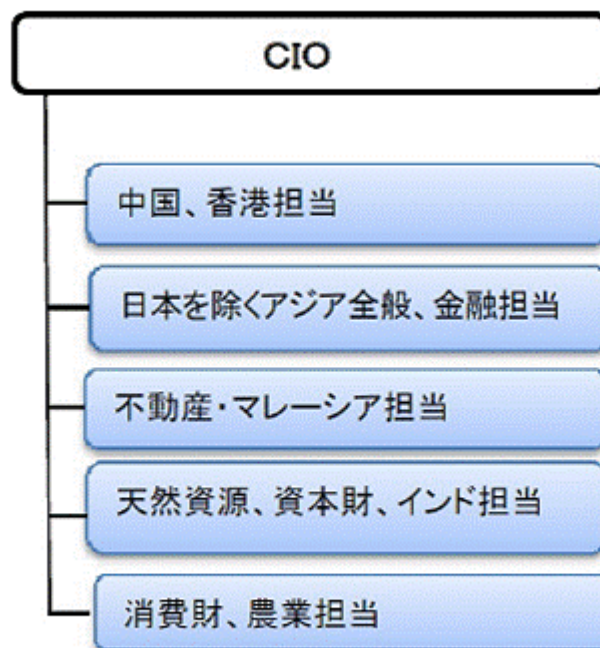 CIO
中国、香港担当
日本を除くアジア全般、金融担当
不動産・マレーシア担当
天然資源、資本財、インド担当
消費財、農業担当